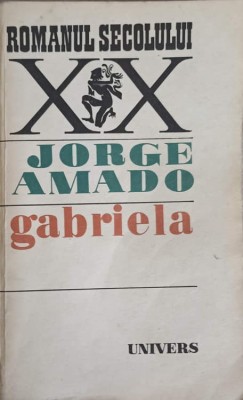 ROMANUL SECOLULUI
XX
JORGE
AMADO
gabriela
UNIVERS